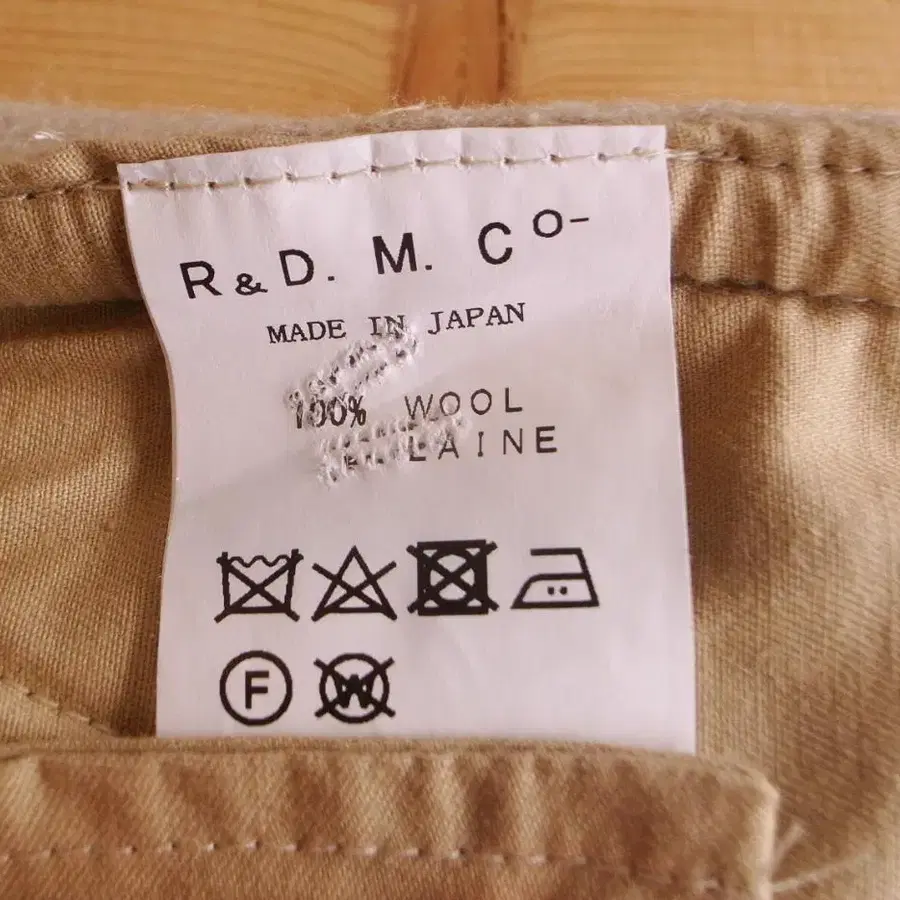 R & D. M. Co-
MADE IN JAPAN
100% WOOL
LAINE
F W